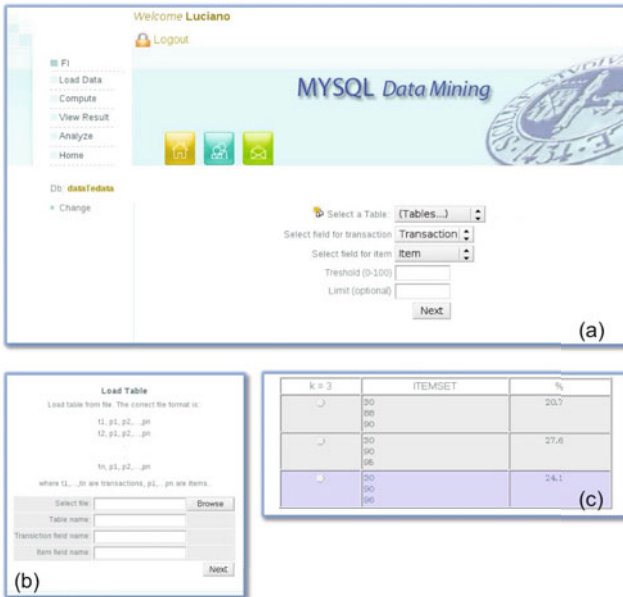 Welcome Luciano
Logout
FI
Load Data
Compute
View Result
Analyze
Home
MYSQL Data Mining
Db: dataTedata
« Change
Select a Table: (Tables...)
Select field for transaction Transaction
Select field for item Item
Treshold (0-100)
Limit (optional)
Next
(a)
Load Table
Load table from file. The correct file format is:
t1, p1, p2,...,pn
t2, p1, p2,...,pn
tn, p1, p2,...,pn
where t1,...,tn are transactions, p1,...pn are items.
Select file: Browse
Table name:
Transiction field name:
Item field name:
Next
(b)
k = 3 ITEMSET %
30 20.7
88
90
30 27.6
90
30 24.1
90
96
(c)